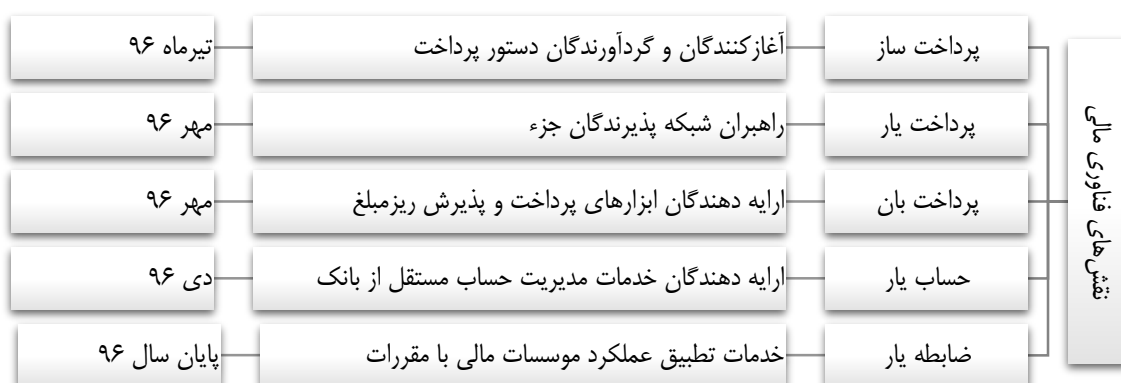 نقش‌های فناوری مالی
پرداخت ساز
آغازکنندگان و گردآورندگان دستور پرداخت
تیرماه ۹۶
پرداخت یار
راهبران شبکه پذیرندگان جزء
مهر ۹۶
پرداخت بان
ارایه دهندگان ابزارهای پرداخت و پذیرش ریزمبلغ
مهر ۹۶
حساب یار
ارایه دهندگان خدمات مدیریت حساب مستقل از بانک
دی ۹۶
ضابطه یار
خدمات تطبیق عملکرد موسسات مالی با مقررات
پایان سال ۹۶